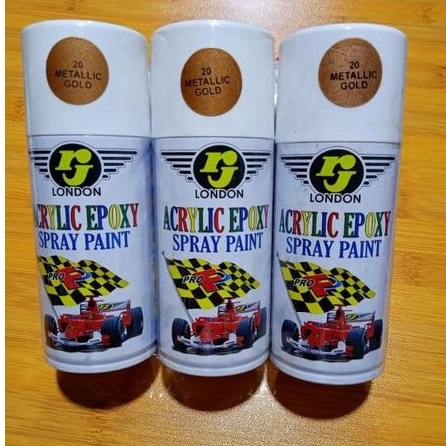 20
METALLIC
GOLD
rj
LONDON
ACRYLIC EPOXY
SPRAY PAINT
PRO
20
METALLIC
GOLD
rj
LONDON
ACRYLIC EPOXY
SPRAY PAINT
PRO
20
METALLIC
GOLD
rj
LONDON
ACRYLIC EPOXY
SPRAY PAINT
PRO